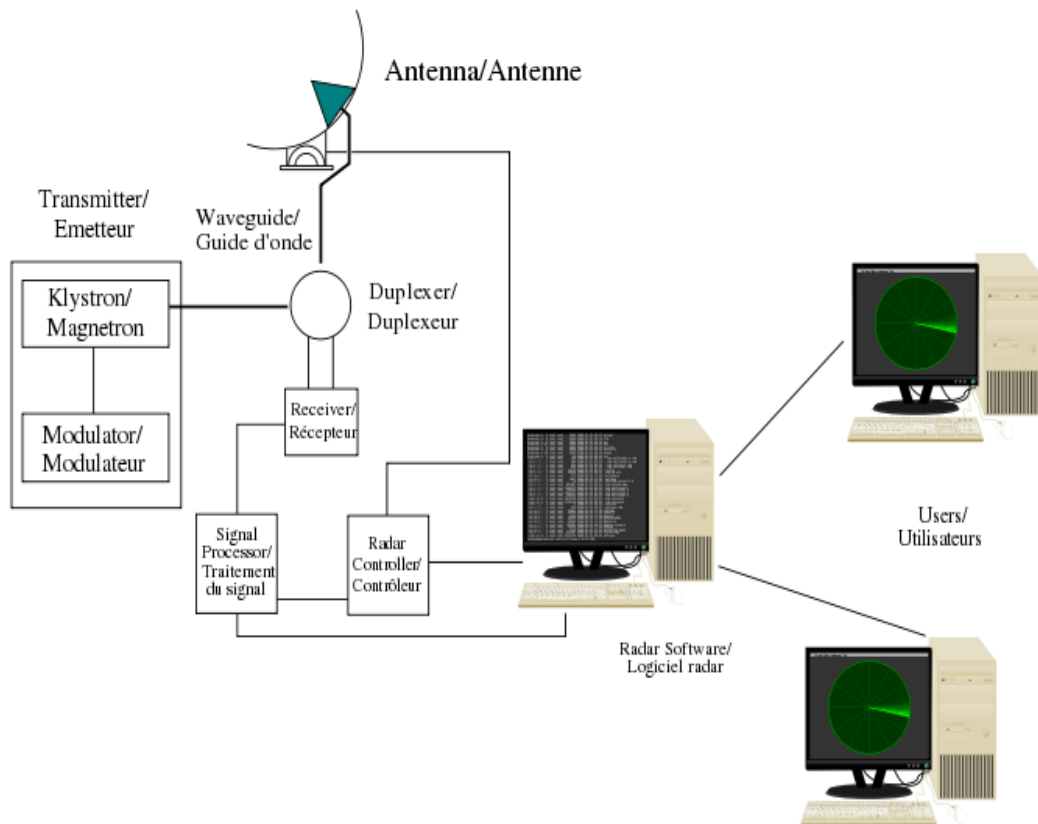 Antenna/Antenne
Transmitter/
Emetteur
Waveguide/
Guide d'onde
Klystron/
Magnetron
Duplexer/
Duplexeur
Modulator/
Modulateur
Receiver/
Récepteur
Signal
Processor/
Traitement
du signal
Radar
Controller/
Contrôleur
Users/
Utilisateurs
Radar Software/
Logiciel radar